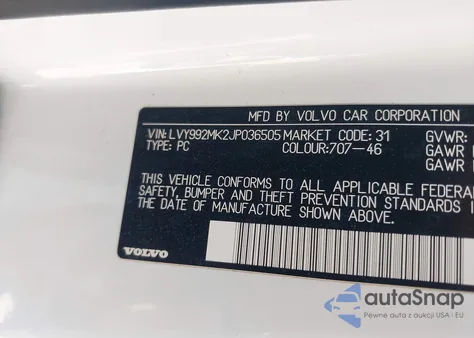 MFD BY VOLVO CAR CORPORATION
VIN: LVY992MK2JP036505 MARKET CODE: 31 GVWR
TYPE: PC COLOUR:707-46 GAWR
GAWR
THIS VEHICLE CONFORMS TO ALL APPLICABLE FEDERAL
SAFETY, BUMPER AND THEFT PREVENTION STANDARDS
THE DATE OF MANUFACTURE SHOWN ABOVE.
VOLVO
autoSnap
Pewne auta z USA i EU